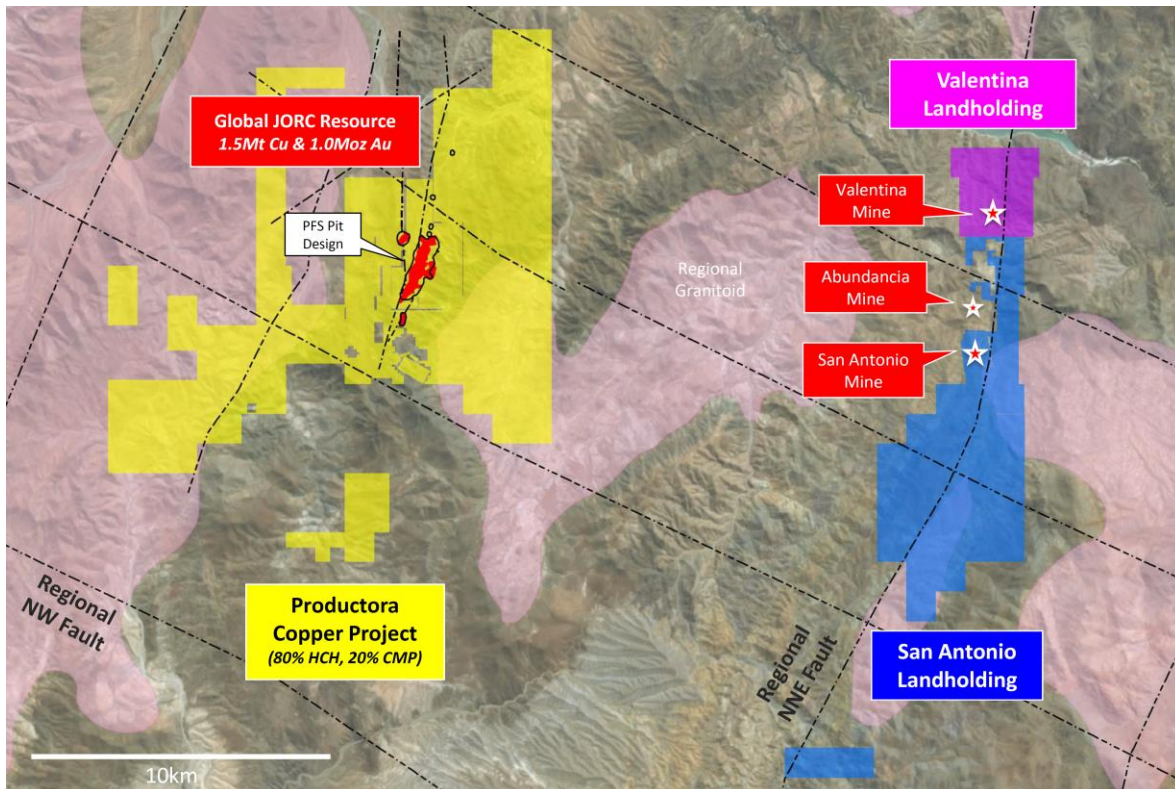 Global JORC Resource
1.5Mt Cu & 1.0Moz Au
PFS Pit
Design
Valentina
Landholding
Valentina
Mine
Regional
Granitoid
Abundancia
Mine
San Antonio
Mine
Regional
NW Fault
Productora
Copper Project
(80% HCH, 20% CMP)
Regional
NNE Fault
San Antonio
Landholding
10km